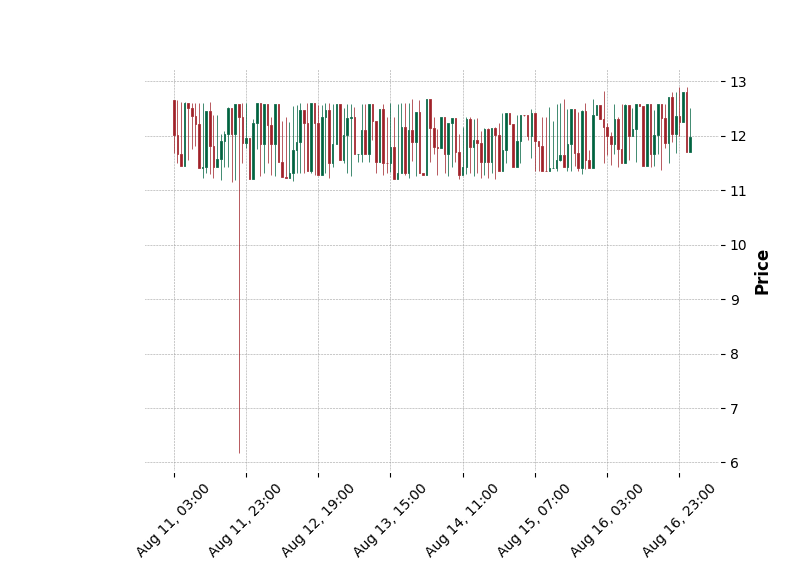 13
12
11
10
9
8
7
6
Price
Aug 11, 03:00
Aug 11, 23:00
Aug 12, 19:00
Aug 13, 15:00
Aug 14, 11:00
Aug 15, 07:00
Aug 16, 03:00
Aug 16, 23:00